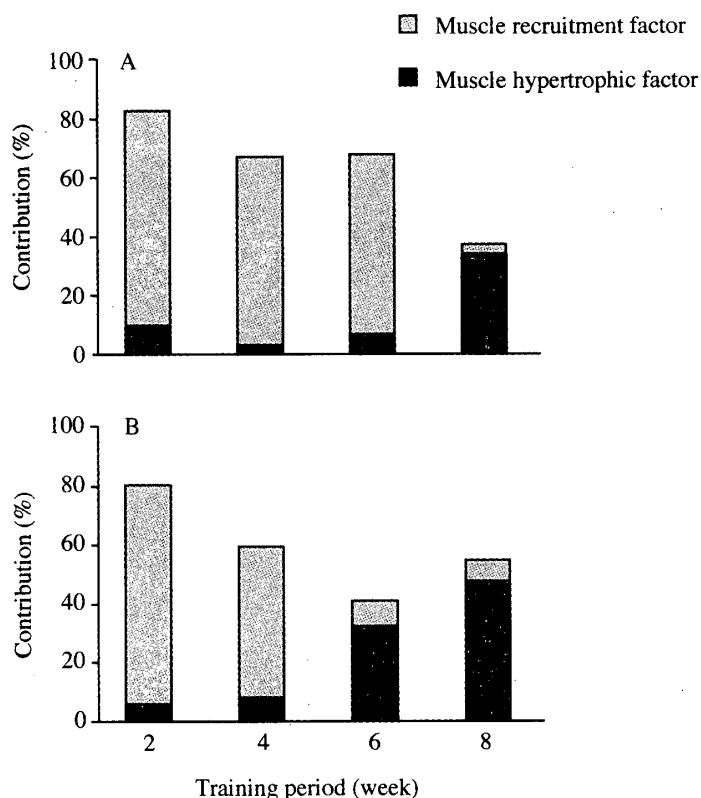 Muscle recruitment factor
Muscle hypertrophic factor
A
100
80
60
40
20
0
Contribution (%)
B
100
80
60
40
20
0
Contribution (%)
2 4 6 8
Training period (week)